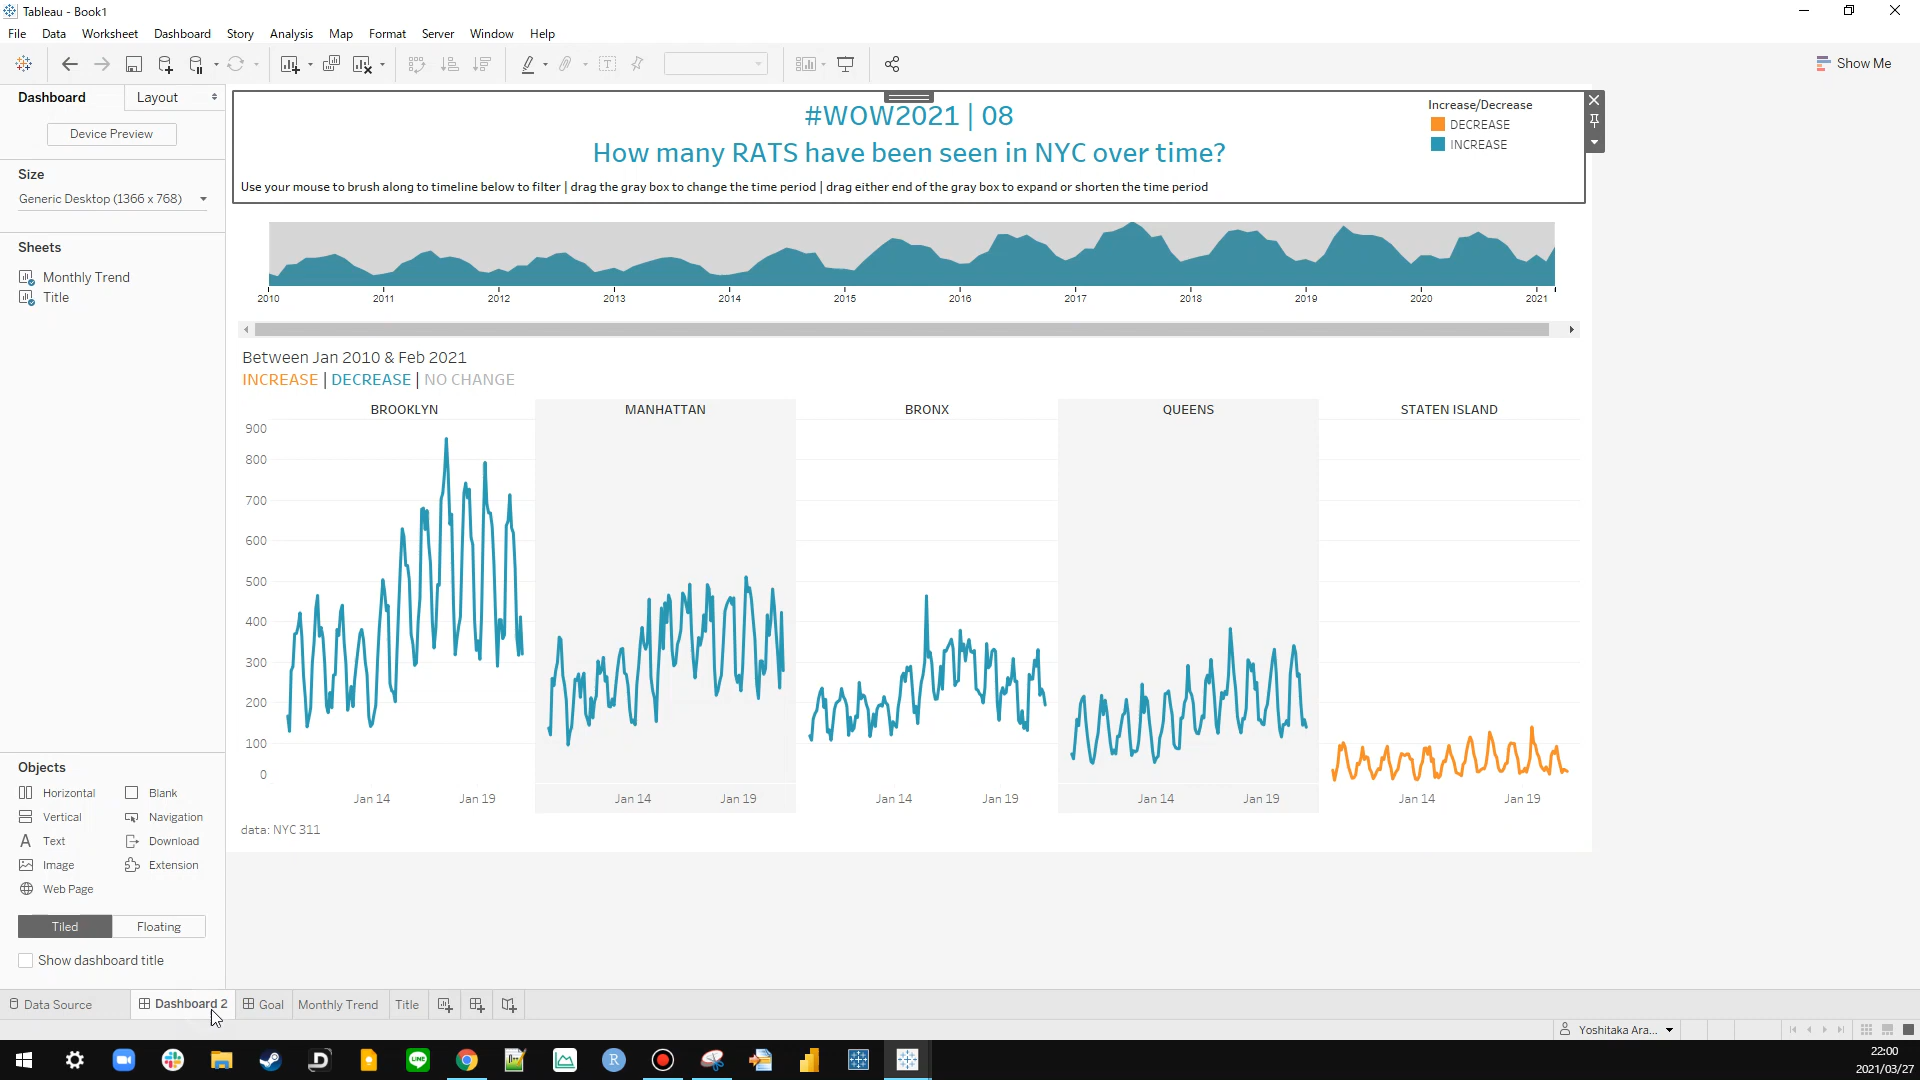 Tableau - Book1
File Data Worksheet Dashboard Story Analysis Map Format Server Window Help
Show Me
Dashboard Layout
Device Preview
Size
Generic Desktop (1366 x 768)
Sheets
Monthly Trend
Title
#WOW2021 | 08
How many RATS have been seen in NYC over time?
Use your mouse to brush along to timeline below to filter | drag the gray box to change the time period | drag either end of the gray box to expand or shorten the time period
Increase/Decrease
DECREASE
INCREASE
2010 2011 2012 2013 2014 2015 2016 2017 2018 2019 2020 2021
Between Jan 2010 & Feb 2021
INCREASE | DECREASE | NO CHANGE
BROOKLYN MANHATTAN BRONX QUEENS STATEN ISLAND
900
800
700
600
500
400
300
200
100
0
Jan 14 Jan 19 Jan 14 Jan 19 Jan 14 Jan 19 Jan 14 Jan 19 Jan 14 Jan 19
data: NYC 311
Objects
Horizontal Blank
Vertical Navigation
Text Download
Image Extension
Web Page
Tiled Floating
Show dashboard title
Data Source Dashboard 2 Goal Monthly Trend Title
Yoshitaka Ara...
22:00
2021/03/27